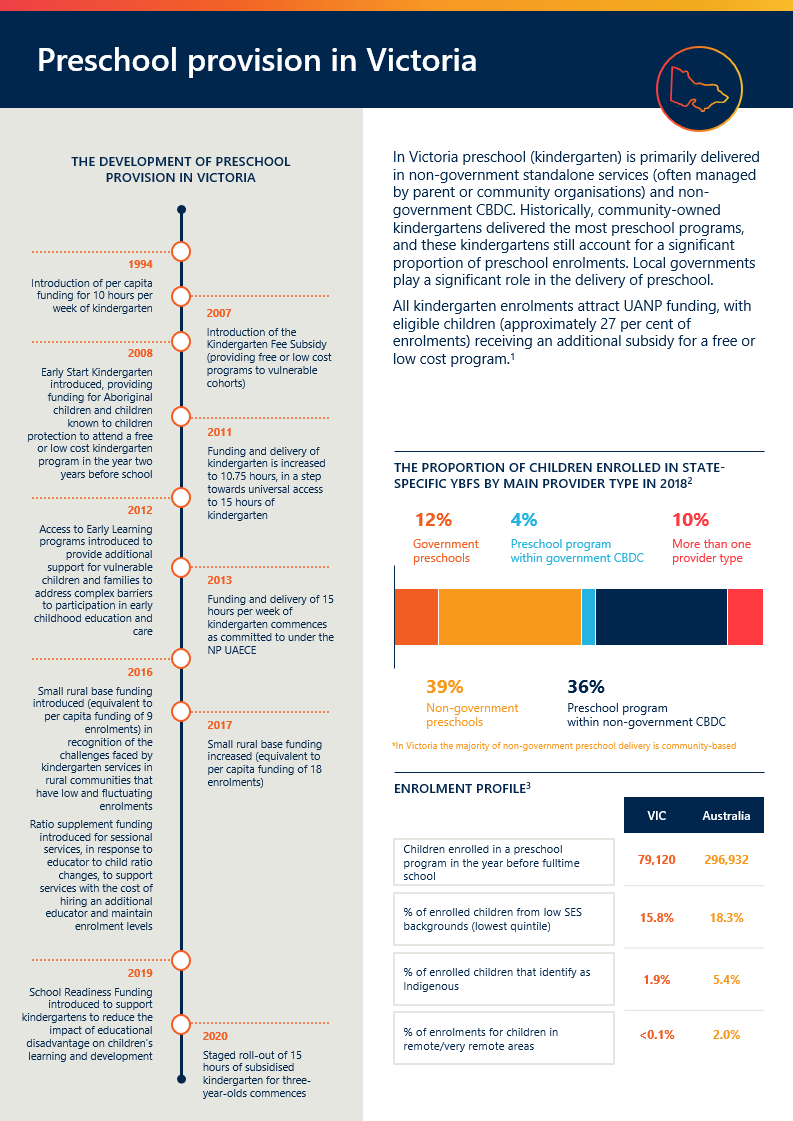 Preschool provision in Victoria
THE DEVELOPMENT OF PRESCHOOL
PROVISION IN VICTORIA
1994
Introduction of per capita
funding for 10 hours per
week of kindergarten
2007
Introduction of the
Kindergarten Fee Subsidy
(providing free or low cost
programs to vulnerable
cohorts)
2008
Early Start Kindergarten
introduced, providing
funding for Aboriginal
children and children
known to children
protection to attend a free
or low cost kindergarten
program in the year two
years before school
2011
Funding and delivery of
kindergarten is increased
to 10.75 hours, in a step
towards universal access
to 15 hours of
kindergarten
2012
Access to Early Learning
programs introduced to
provide additional
support for vulnerable
children and families to
address complex barriers
to participation in early
childhood education and
care
2013
Funding and delivery of 15
hours per week of
kindergarten commences
as committed to under the
NP UAECE
2016
Small rural base funding
introduced (equivalent to
per capita funding of 9
enrolments) in
recognition of the
challenges faced by
kindergarten services in
rural communities that
have low and fluctuating
enrolments
Ratio supplement funding
introduced for sessional
services, in response to
educator to child ratio
changes, to support
services with the cost of
hiring an additional
educator and maintain
enrolment levels
2017
Small rural base funding
increased (equivalent to
per capita funding of 18
enrolments)
2019
School Readiness Funding
introduced to support
kindergartens to reduce the
impact of educational
disadvantage on children's
learning and development
2020
Staged roll-out of 15
hours of subsidised
kindergarten for three-
year-olds commences
In Victoria preschool (kindergarten) is primarily delivered
in non-government standalone services (often managed
by parent or community organisations) and non-
government CBDC. Historically, community-owned
kindergartens delivered the most preschool programs,
and these kindergartens still account for a significant
proportion of preschool enrolments. Local governments
play a significant role in the delivery of preschool.
All kindergarten enrolments attract UANP funding, with
eligible children (approximately 27 per cent of
enrolments) receiving an additional subsidy for a free or
low cost program.¹
THE PROPORTION OF CHILDREN ENROLLED IN STATE-
SPECIFIC YBFS BY MAIN PROVIDER TYPE IN 2018²
12%
Government
preschools
4%
Preschool program
within government CBDC
10%
More than one
provider type
39%
Non-government
preschools
36%
Preschool program
within non-government CBDC
*In Victoria the majority of non-government preschool delivery is community-based
ENROLMENT PROFILE³
VIC Australia
Children enrolled in a preschool
program in the year before fulltime
school
79,120 296,932
% of enrolled children from low SES
backgrounds (lowest quintile)
15.8% 18.3%
% of enrolled children that identify as
Indigenous
1.9% 5.4%
% of enrolments for children in
remote/very remote areas
<0.1% 2.0%